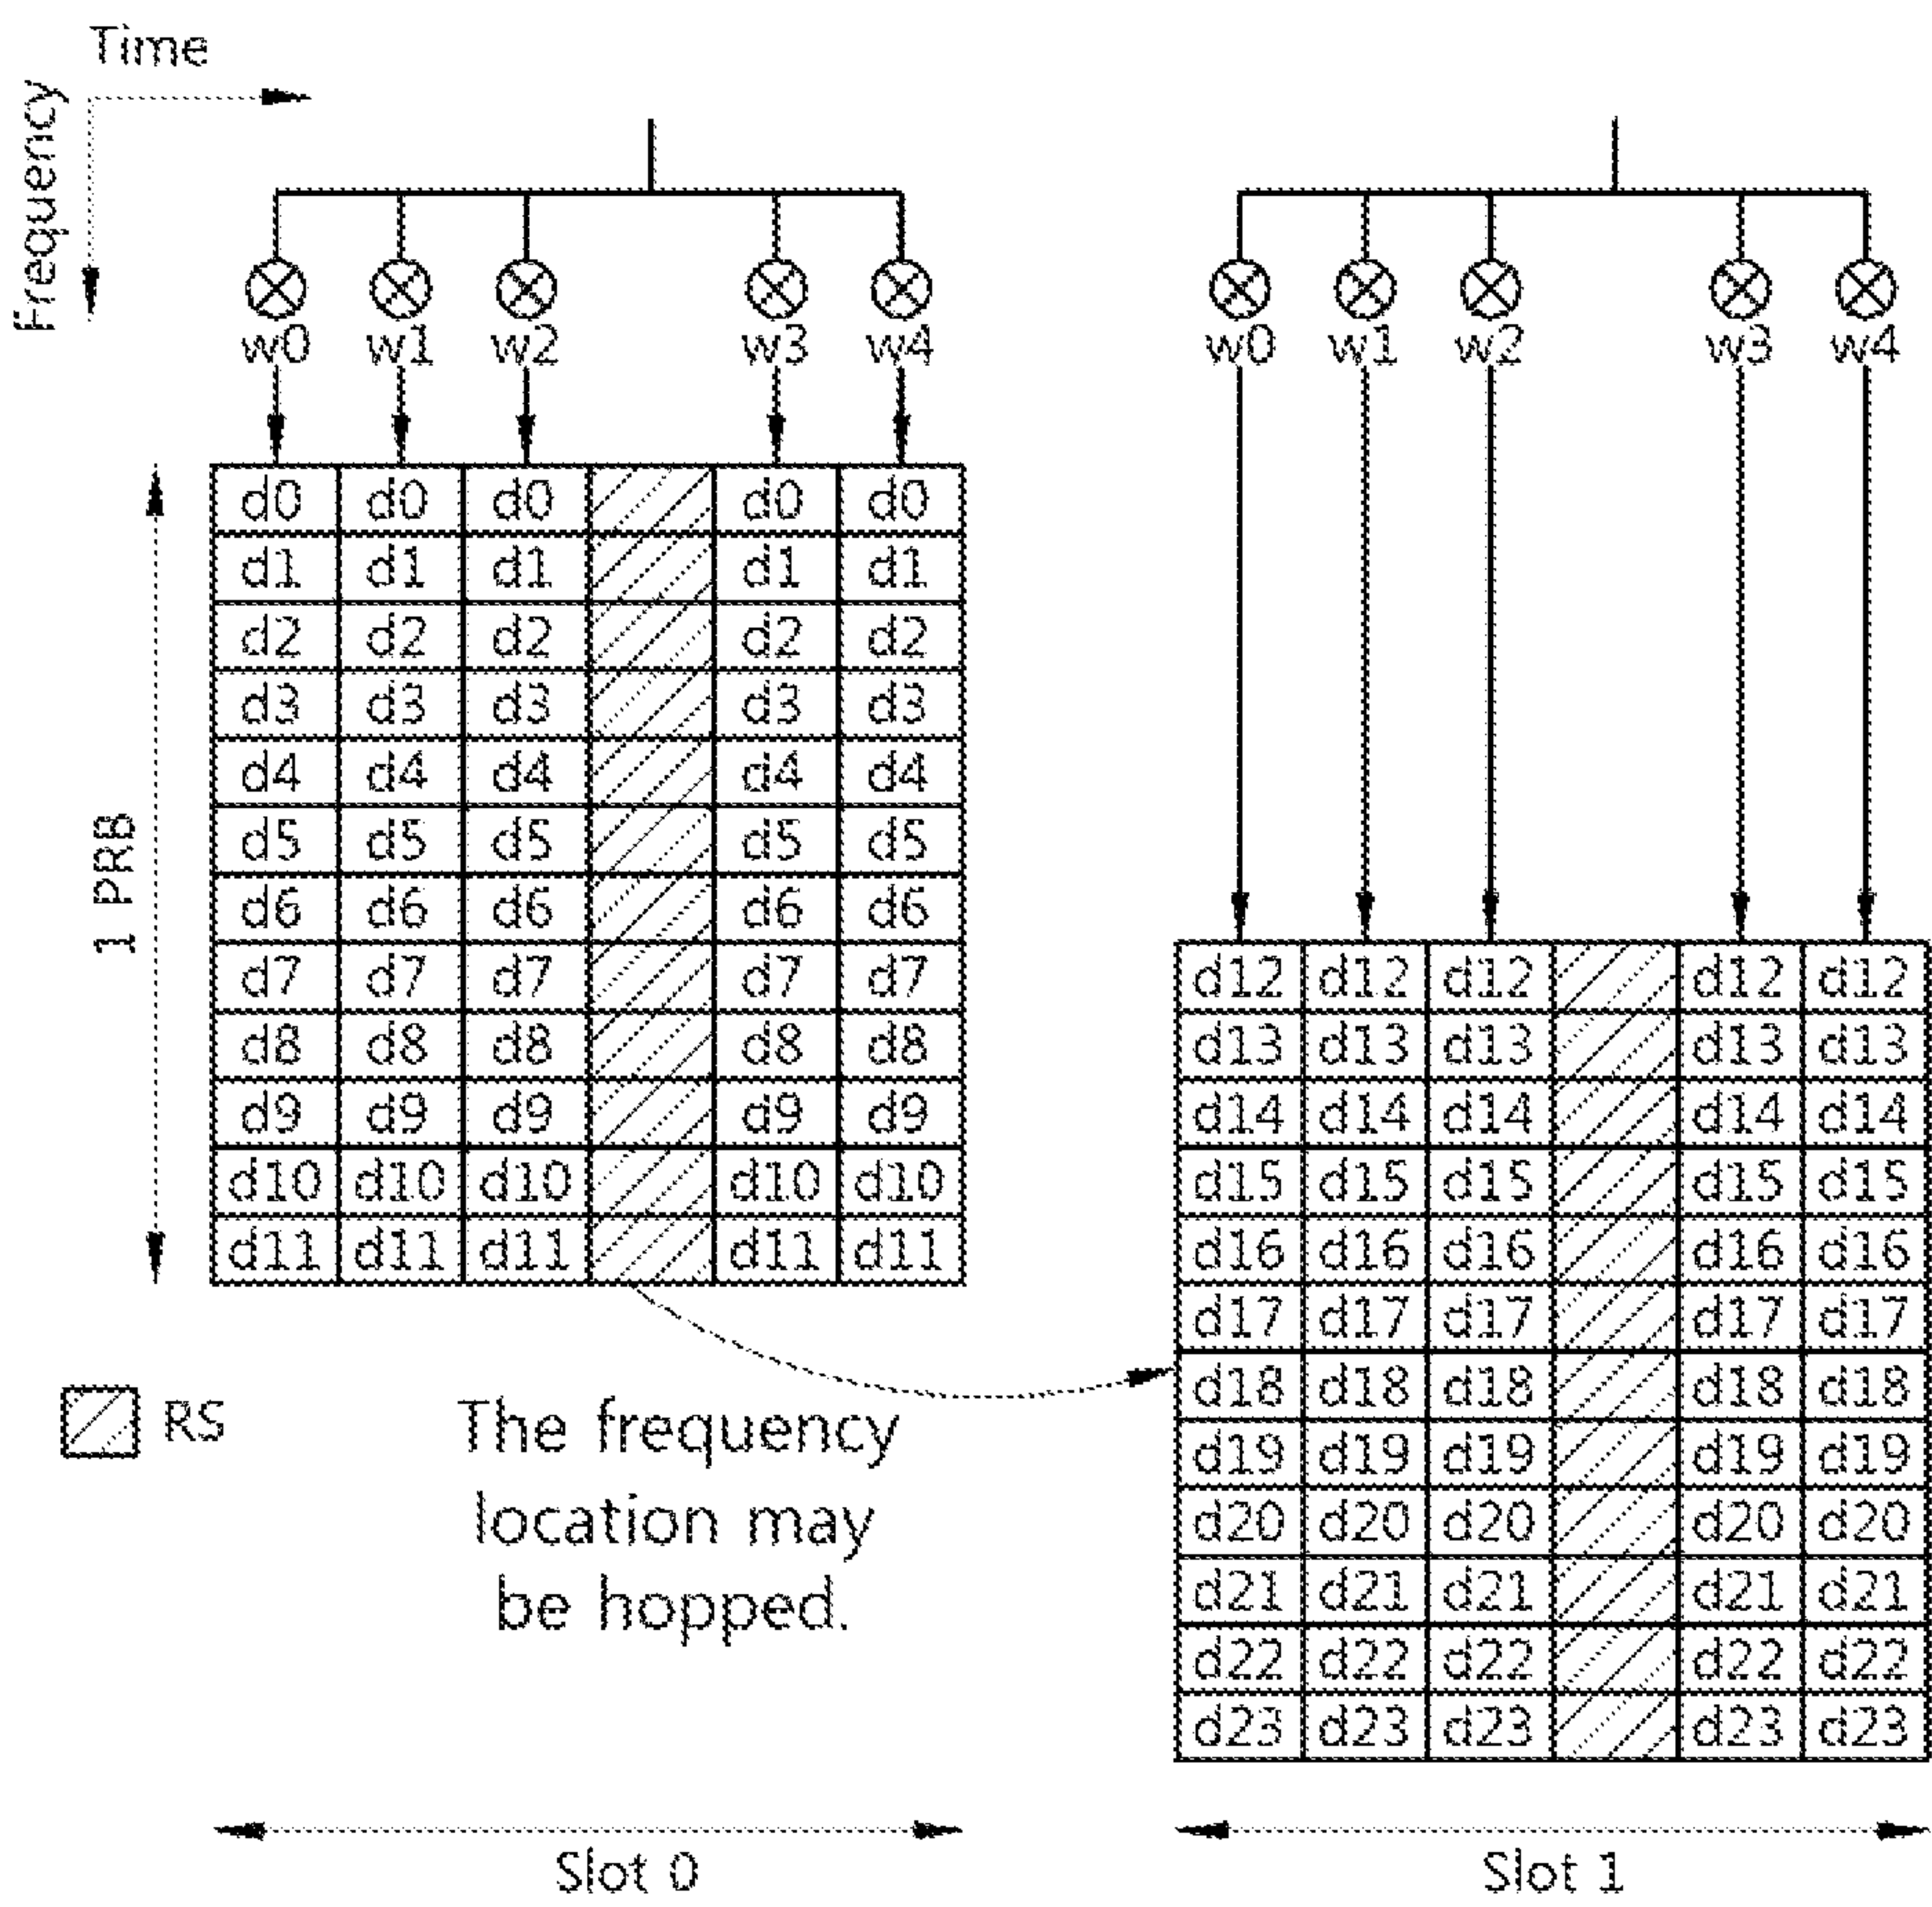 Time
Frequency
w0 w1 w2 w3 w4
w0 w1 w2 w3 w4
1 PRB
d0 d0 d0 d0 d0
d1 d1 d1 d1 d1
d2 d2 d2 d2 d2
d3 d3 d3 d3 d3
d4 d4 d4 d4 d4
d5 d5 d5 d5 d5
d6 d6 d6 d6 d6
d7 d7 d7 d7 d7
d8 d8 d8 d8 d8
d9 d9 d9 d9 d9
d10 d10 d10 d10 d10
d11 d11 d11 d11 d11
d12 d12 d12 d12 d12
d13 d13 d13 d13 d13
d14 d14 d14 d14 d14
d15 d15 d15 d15 d15
d16 d16 d16 d16 d16
d17 d17 d17 d17 d17
d18 d18 d18 d18 d18
d19 d19 d19 d19 d19
d20 d20 d20 d20 d20
d21 d21 d21 d21 d21
d22 d22 d22 d22 d22
d23 d23 d23 d23 d23
RS
The frequency
location may
be hopped.
Slot 0
Slot 1